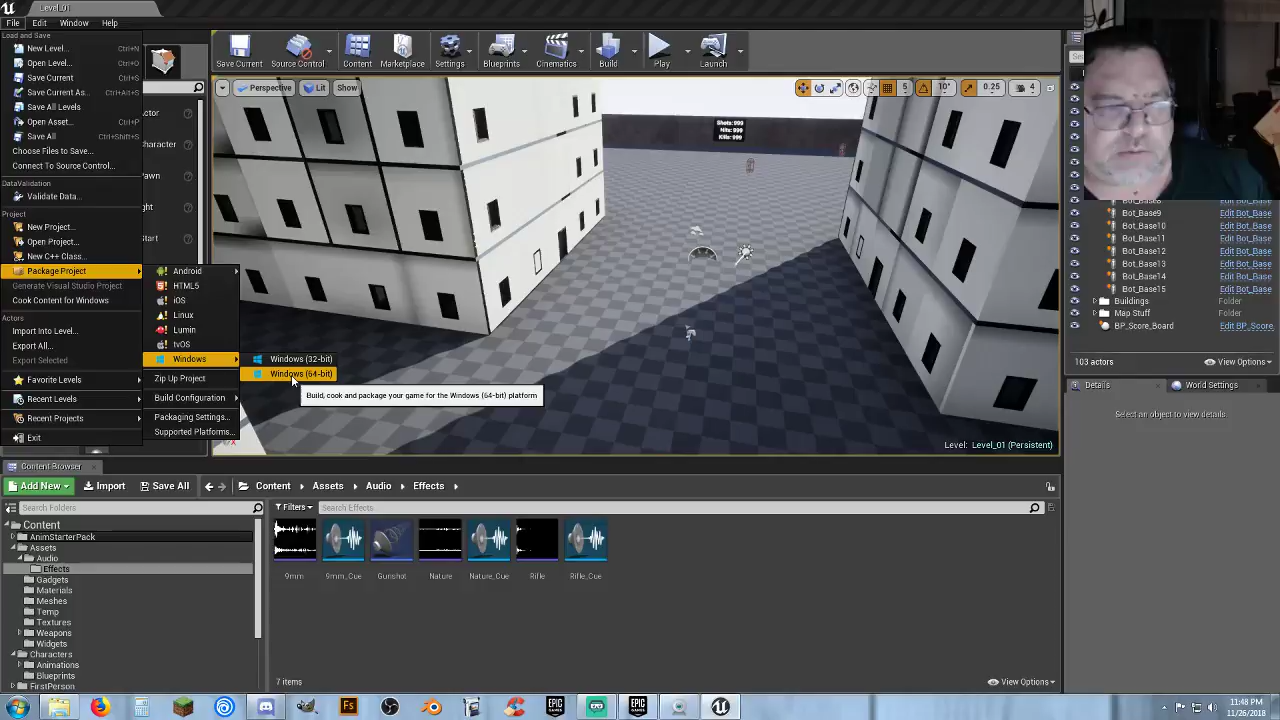 Level_01
File Edit Window Help
Load and Save
New Level... Ctrl+N
Open Level... Ctrl+O
Save Current Ctrl+S
Save Current As... Ctrl+Alt+S
Save All Levels
Open Asset... Ctrl+P
Save All Ctrl+Shift+S
Choose Files to Save...
Connect To Source Control...
DataValidation
Validate Data...
Project
New Project...
Open Project...
New C++ Class...
Package Project
Generate Visual Studio Project
Cook Content for Windows
Actors
Import Into Level...
Export All...
Export Selected
Favorite Levels
Recent Levels
Recent Projects
Exit
Android
HTML5
iOS
Linux
Lumin
tvOS
Windows
Zip Up Project
Build Configuration
Packaging Settings...
Supported Platforms...
Windows (32-bit)
Windows (64-bit)
Build, cook and package your game for the Windows (64-bit) platform
Save Current Source Control Content Marketplace Settings Blueprints Cinematics Build Play Launch
Perspective Lit Show 5 10° 0.25 4
Shots: 999
Hits: 999
Kills: 999
Level: Level_01 (Persistent)
Bot_Base9 Edit Bot_Base
Bot_Base10 Edit Bot_Base
Bot_Base11 Edit Bot_Base
Bot_Base12 Edit Bot_Base
Bot_Base13 Edit Bot_Base
Bot_Base14 Edit Bot_Base
Bot_Base15 Edit Bot_Base
Buildings Folder
Map Stuff Folder
BP_Score_Board Edit BP_Score
103 actors View Options
Details World Settings
Select an object to view details.
Content Browser
Add New Import Save All Content Assets Audio Effects
Search Folders Filters Search Effects
Content
AnimStarterPack
Assets
Audio
Effects
Gadgets
Materials
Meshes
Temp
Textures
Weapons
Widgets
Characters
Animations
Blueprints
FirstPerson
9mm 9mm_Cue Gunshot Nature Nature_Cue Rifle Rifle_Cue
7 items View Options
11:48 PM
11/26/2018